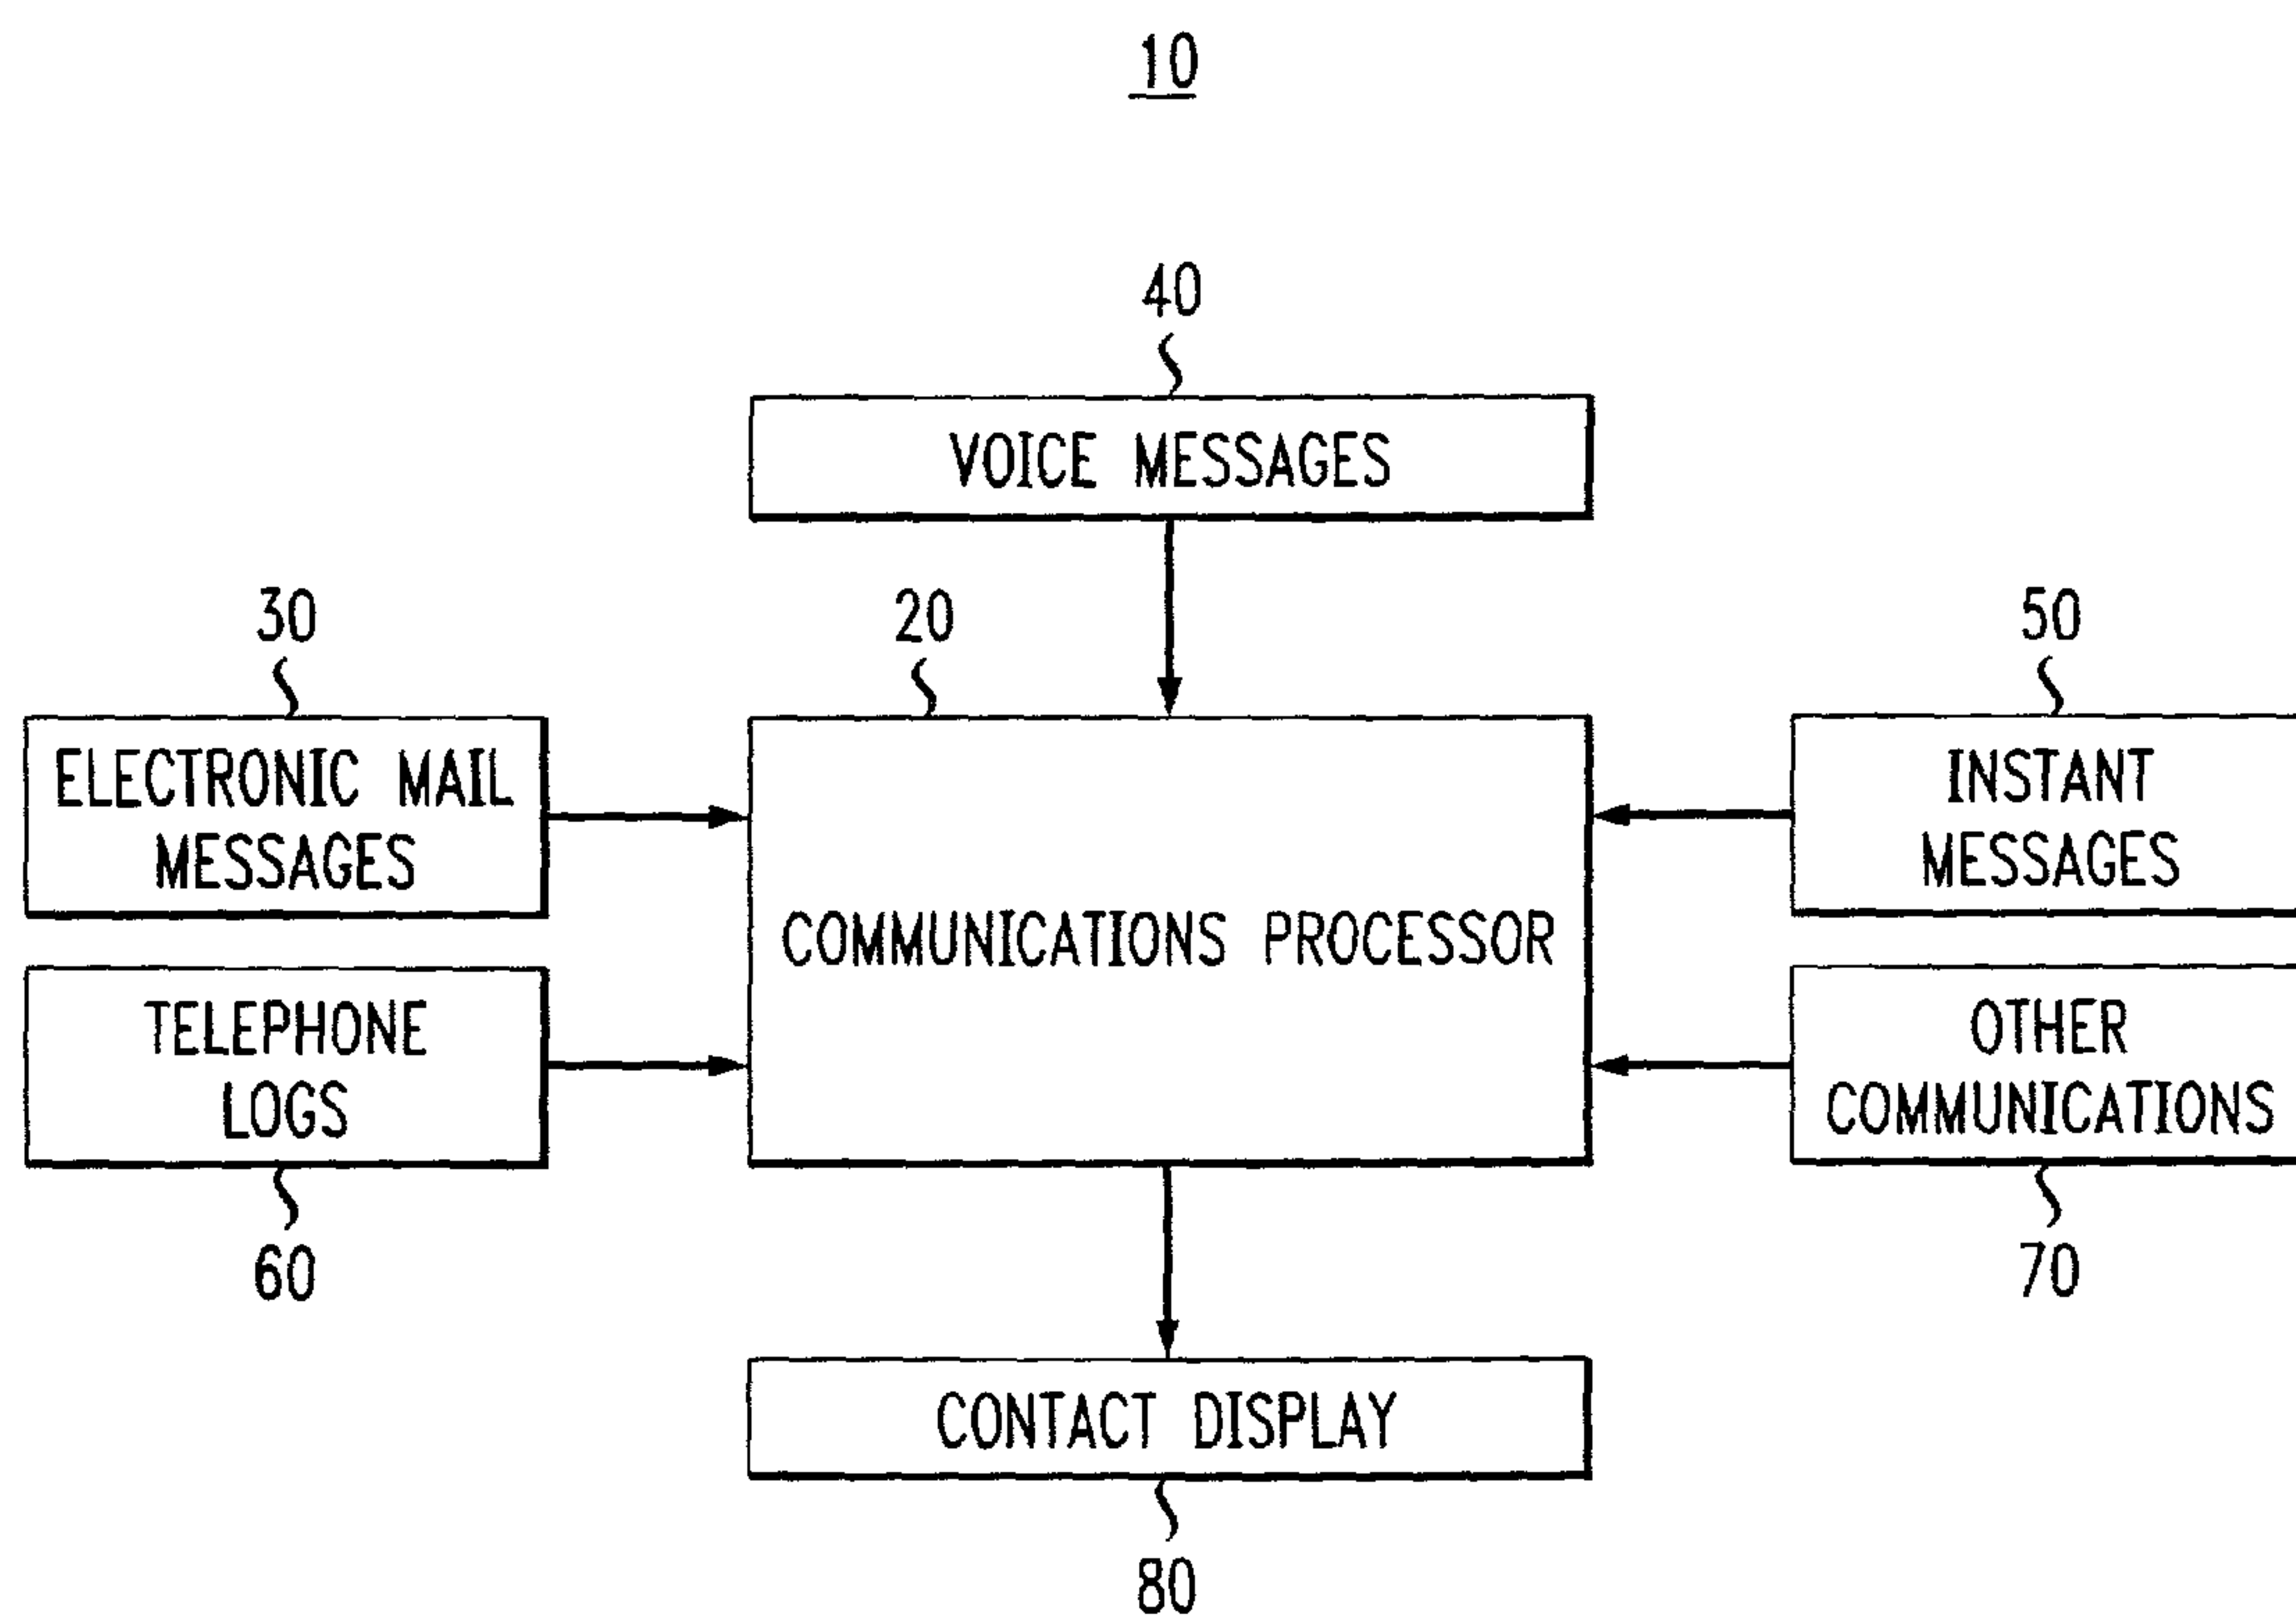 10
40
VOICE MESSAGES
30
20
50
ELECTRONIC MAIL
MESSAGES
INSTANT
MESSAGES
COMMUNICATIONS PROCESSOR
TELEPHONE
LOGS
OTHER
COMMUNICATIONS
60
70
CONTACT DISPLAY
80